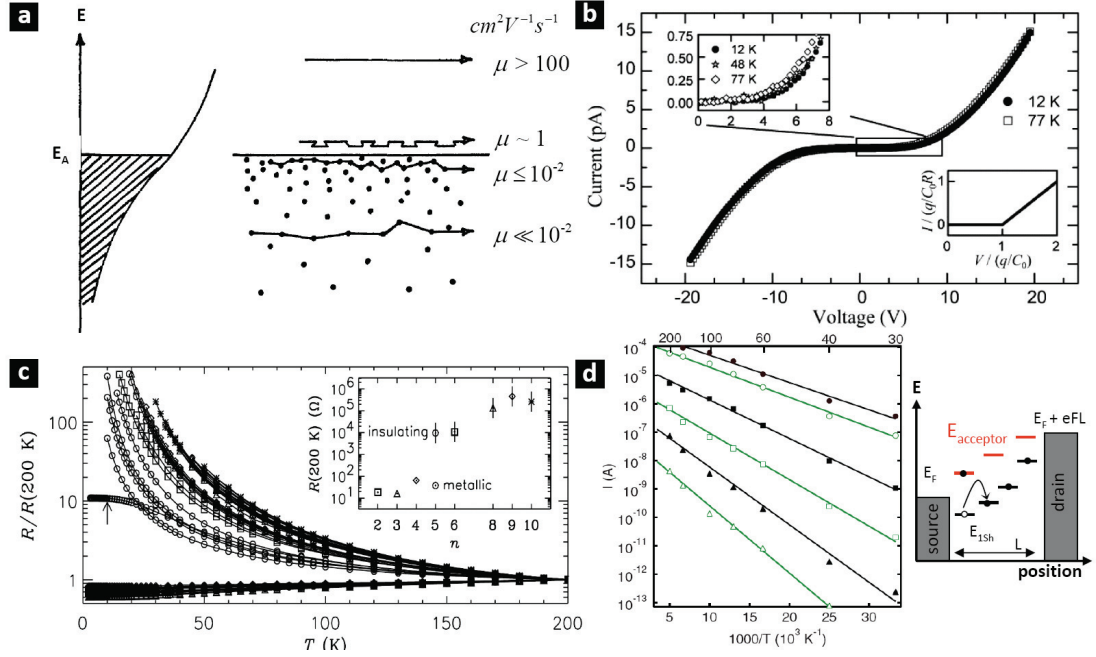 a
E
E_A
cm²V⁻¹s⁻¹
μ > 100
μ ~ 1
μ ≤ 10⁻²
μ ≪ 10⁻²
b
Current (pA)
15
10
5
0
-5
-10
-15
0.75
0.50
0.25
0.00
12 K
48 K
77 K
0 2 4 6 8
12 K
77 K
I / (q/C₀R)
1
0
0 1 2
V / (q/C₀)
-20 -10 0 10 20
Voltage (V)
c
R/R(200 K)
100
10
1
R(200 K) (Ω)
10⁶
10⁵
10⁴
10³
10²
10¹
insulating
metallic
2 3 4 5 6 8 9 10
n
0 50 100 150 200
T (K)
d
200 100 60 40 30
I (A)
10⁻⁴
10⁻⁵
10⁻⁶
10⁻⁷
10⁻⁸
10⁻⁹
10⁻¹⁰
10⁻¹¹
10⁻¹²
10⁻¹³
5 10 15 20 25 30
1000/T (10³ K⁻¹)
E
E_F + eFL
E_acceptor
E_F
source
drain
E_1Sh
L
position